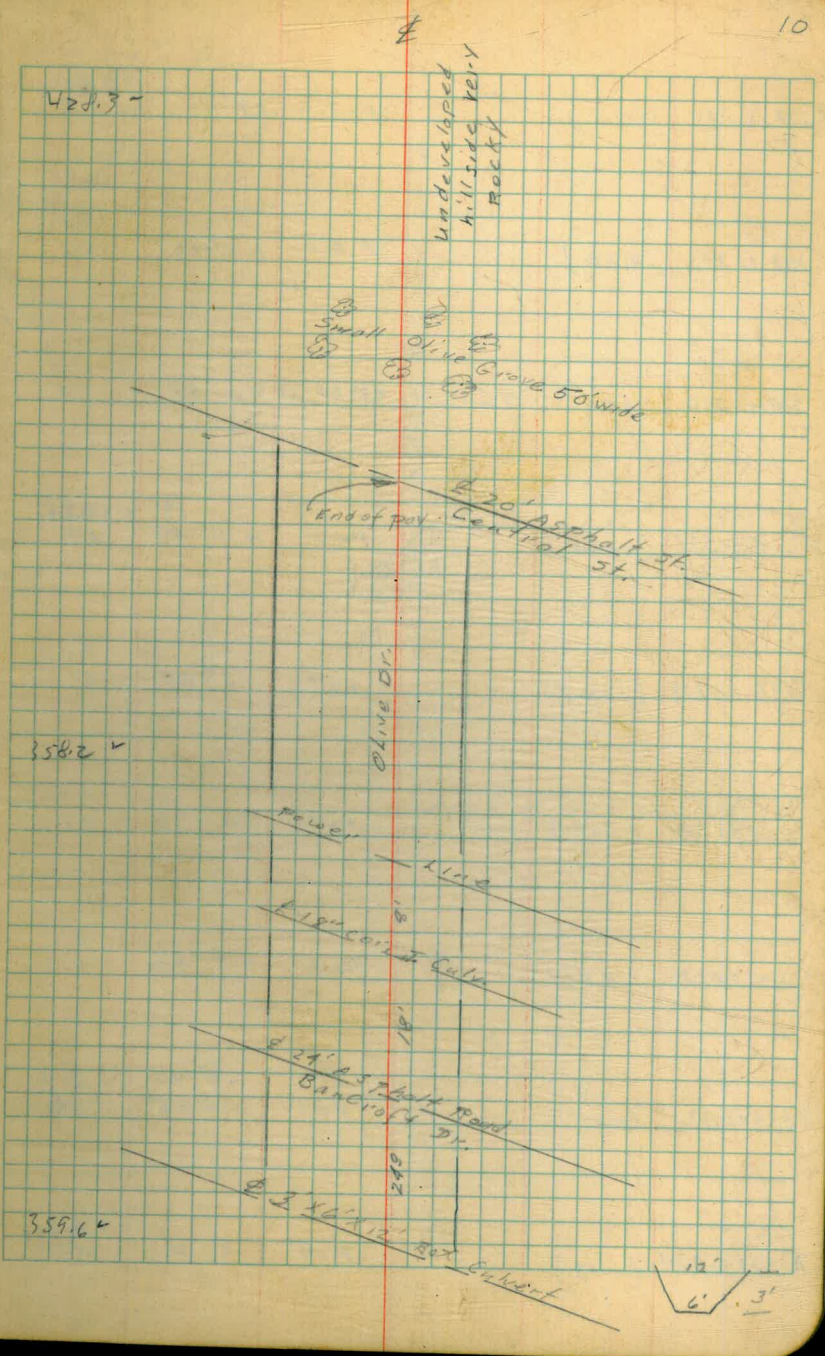 10
℄
428.3 -
undeveloped
hillside very
Rocky
Small Olive Grove 50' wide
℄ 20' Asphalt St.
End of pav. Central St.
Olive Dr.
358.2 ✓
Power Line
8'
℄ 18" Corr. I. Culv.
18'
℄ 24' Asphalt Road
Bancroft Dr.
249
℄ 3' x 6' x 12' Box Culvert
359.6 ✓
12'
6' 3'